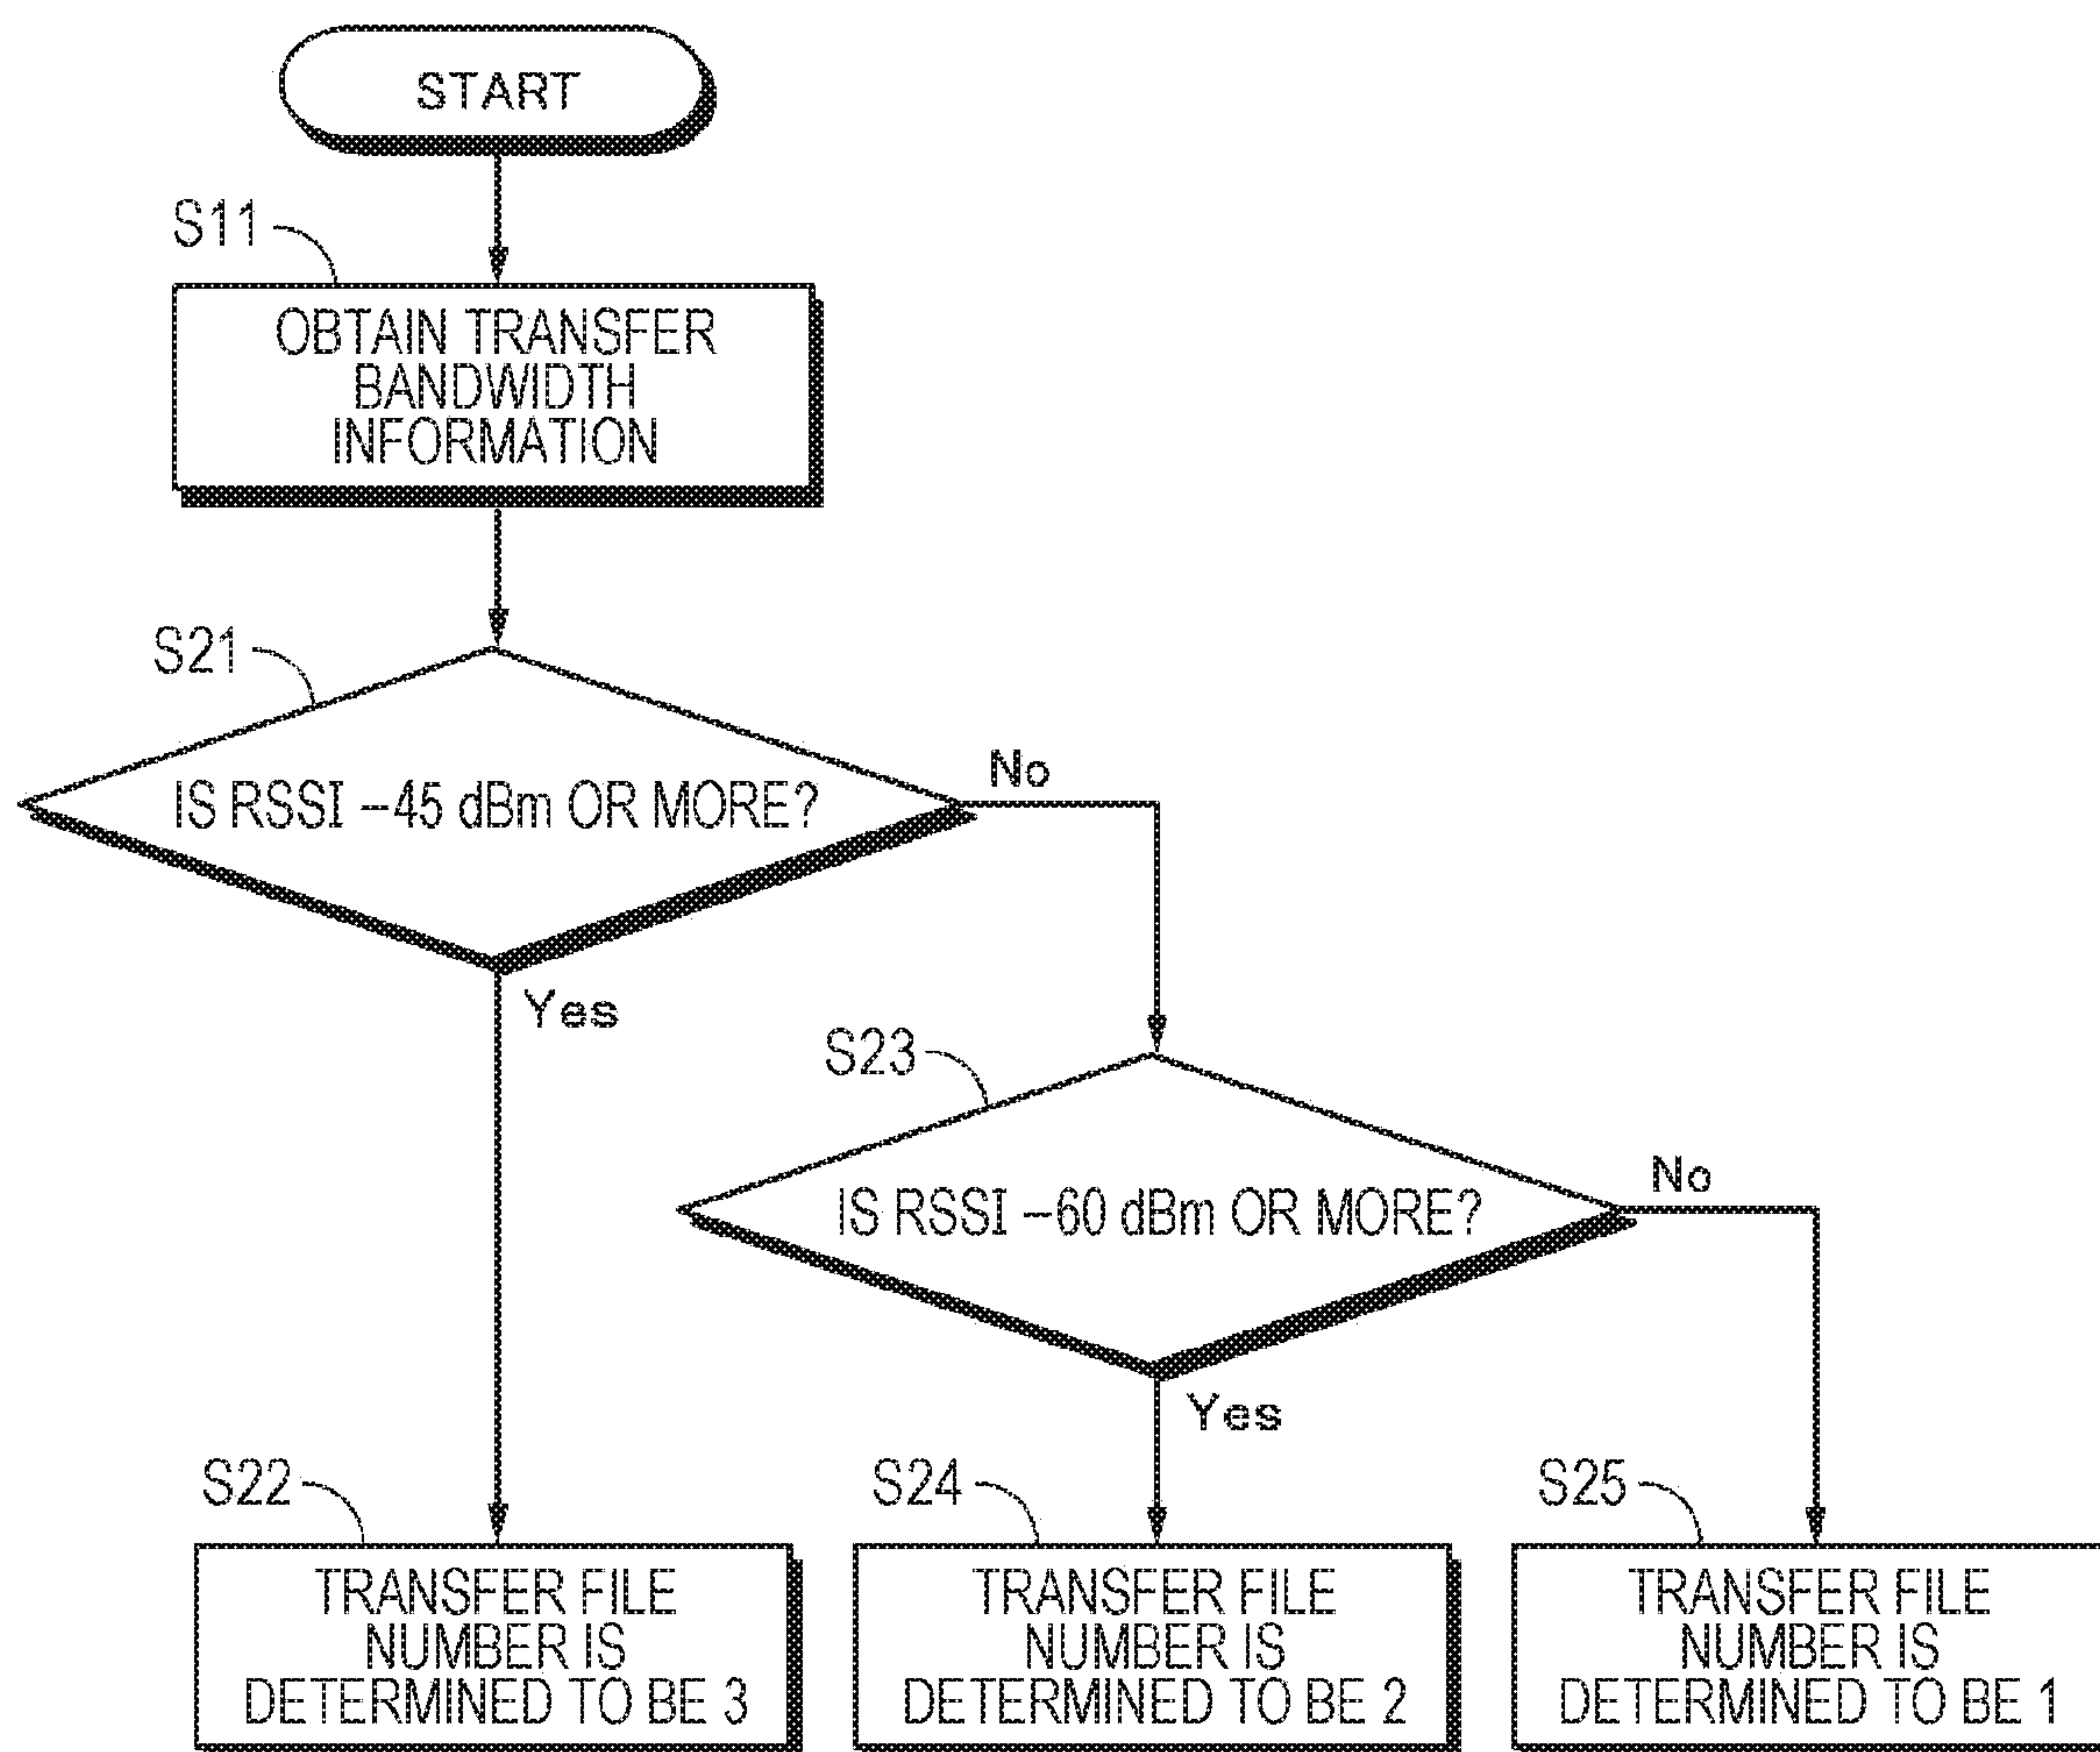 START
S11
OBTAIN TRANSFER
BANDWIDTH
INFORMATION
S21
IS RSSI –45 dBm OR MORE?
No
Yes
S23
IS RSSI –60 dBm OR MORE?
No
Yes
S22
TRANSFER FILE
NUMBER IS
DETERMINED TO BE 3
S24
TRANSFER FILE
NUMBER IS
DETERMINED TO BE 2
S25
TRANSFER FILE
NUMBER IS
DETERMINED TO BE 1